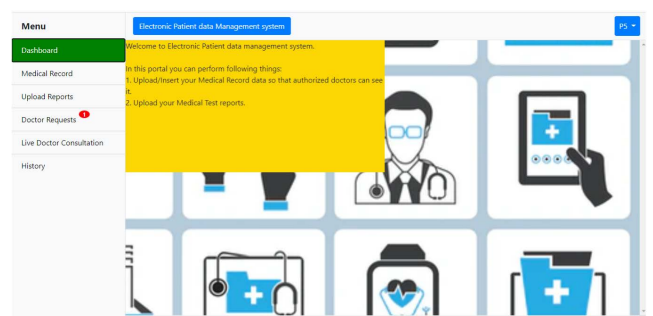 Menu
Electronic Patient data Management system
P5
Dashboard
Medical Record
Upload Reports
Doctor Requests 1
Live Doctor Consultation
History
Welcome to Electronic Patient data management system.
In this portal you can perform following things:
1. Upload/Insert your Medical Record data so that authorized doctors can see
it.
2. Upload your Medical Test reports.